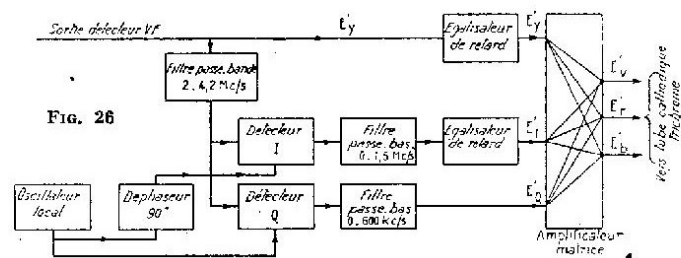 Sortie détecteur V.F.
E'y
Egalisateur
de retard
E'y
Filtre passe.bande
2.4,2 Mc/s
E'v
E'r
E'b
Vers tube cathodique
trichrome
FIG. 26
Détecteur
I
Filtre
passe.bas
0.1,5 Mc/s
Egalisateur
de retard
E'I
Oscillateur
local
Déphaseur
90°
Détecteur
Q
Filtre
passe.bas
0.600 kc/s
E'Q
Amplificateur
matrice